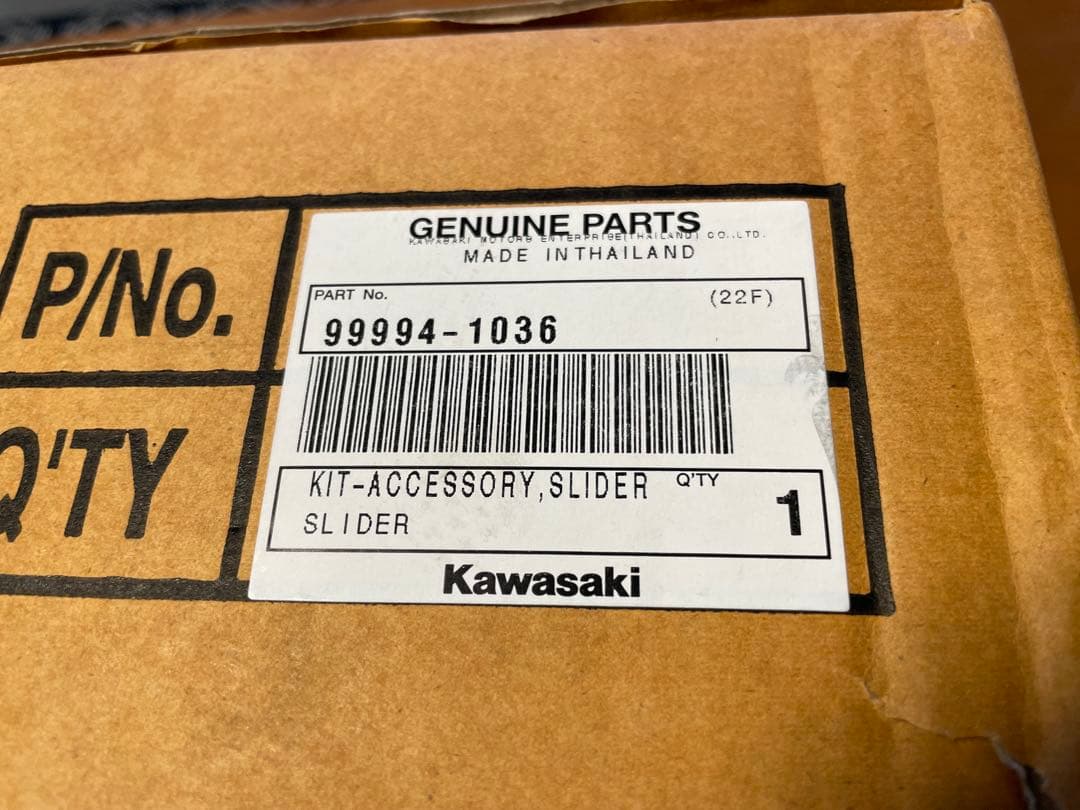 P/No.
Q'TY
GENUINE PARTS
KAWASAKI MOTORS ENTERPRISE(THAILAND) CO.,LTD.
MADE INTHAILAND
PART No. (22F)
99994-1036
KIT-ACCESSORY,SLIDER Q'TY
SLIDER 1
Kawasaki